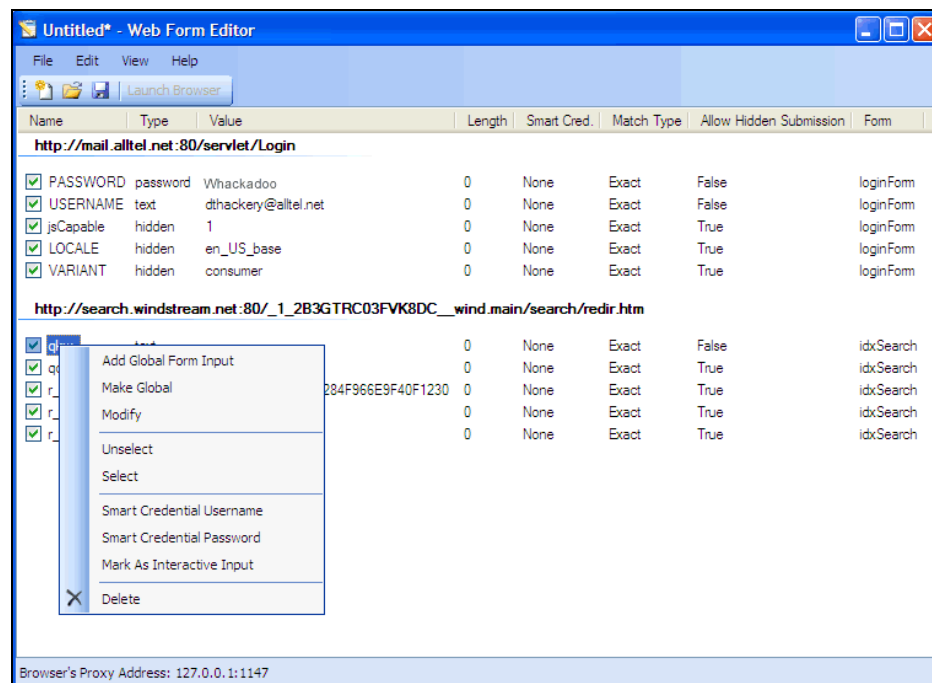 Untitled* - Web Form Editor
File Edit View Help
Launch Browser
Name Type Value Length Smart Cred. Match Type Allow Hidden Submission Form
http://mail.alltel.net:80/servlet/Login
PASSWORD password Whackadoo 0 None Exact False loginForm
USERNAME text dthackery@alltel.net 0 None Exact False loginForm
jsCapable hidden 1 0 None Exact True loginForm
LOCALE hidden en_US_base 0 None Exact True loginForm
VARIANT hidden consumer 0 None Exact True loginForm
http://search.windstream.net:80/_1_2B3GTRC03FVK8DC__wind.main/search/redir.htm
0 None Exact False idxSearch
0 None Exact True idxSearch
284F966E9F40F1230 0 None Exact True idxSearch
0 None Exact True idxSearch
0 None Exact True idxSearch
Add Global Form Input
Make Global
Modify
Unselect
Select
Smart Credential Username
Smart Credential Password
Mark As Interactive Input
Delete
Browser's Proxy Address: 127.0.0.1:1147